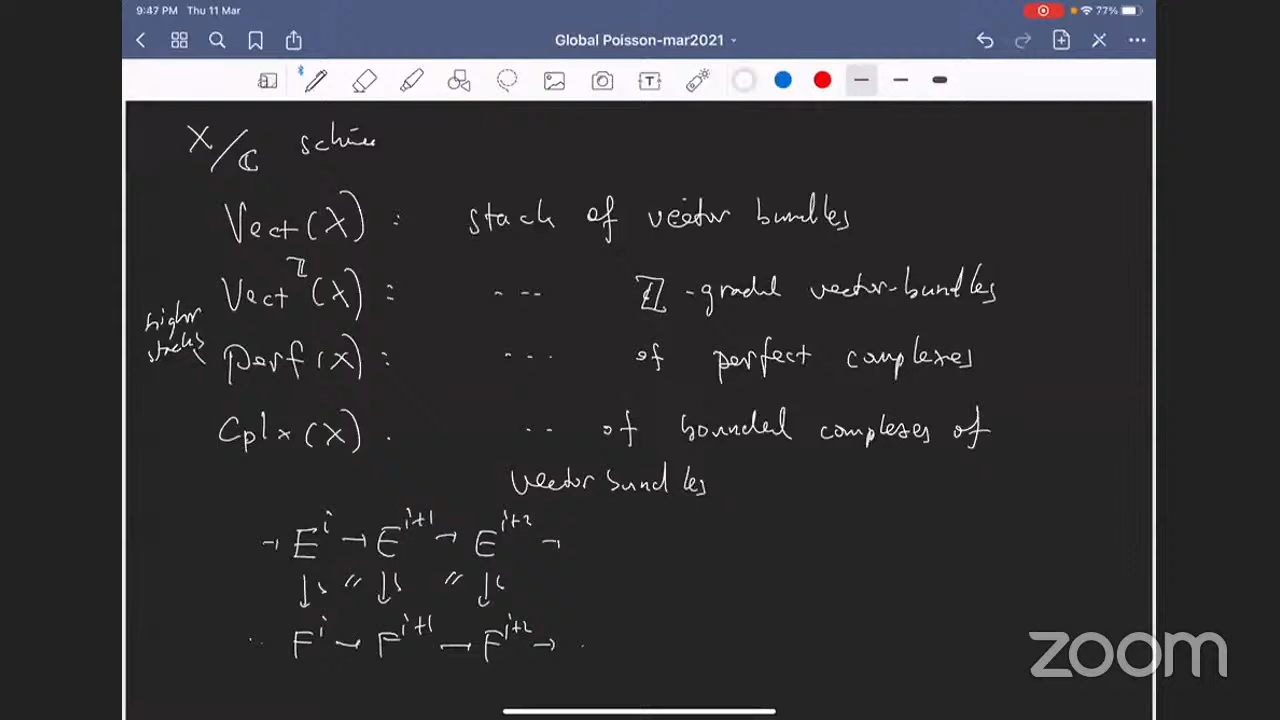 9:47 PM Thu 11 Mar
77%
Global Poisson-mar2021
X/ℂ scheme
Vect(X) : stack of vector bundles
Vect^ℤ(X) : --- ℤ-graded vector-bundles
higher stacks
Perf(X) : --- of perfect complexes
Cplx(X) . -- of bounded complexes of
vector bundles
→ E^i → E^{i+1} → E^{i+2} →
↓≀ // ↓≀ // ↓≀
.. F^i → F^{i+1} → F^{i+2} → .
zoom